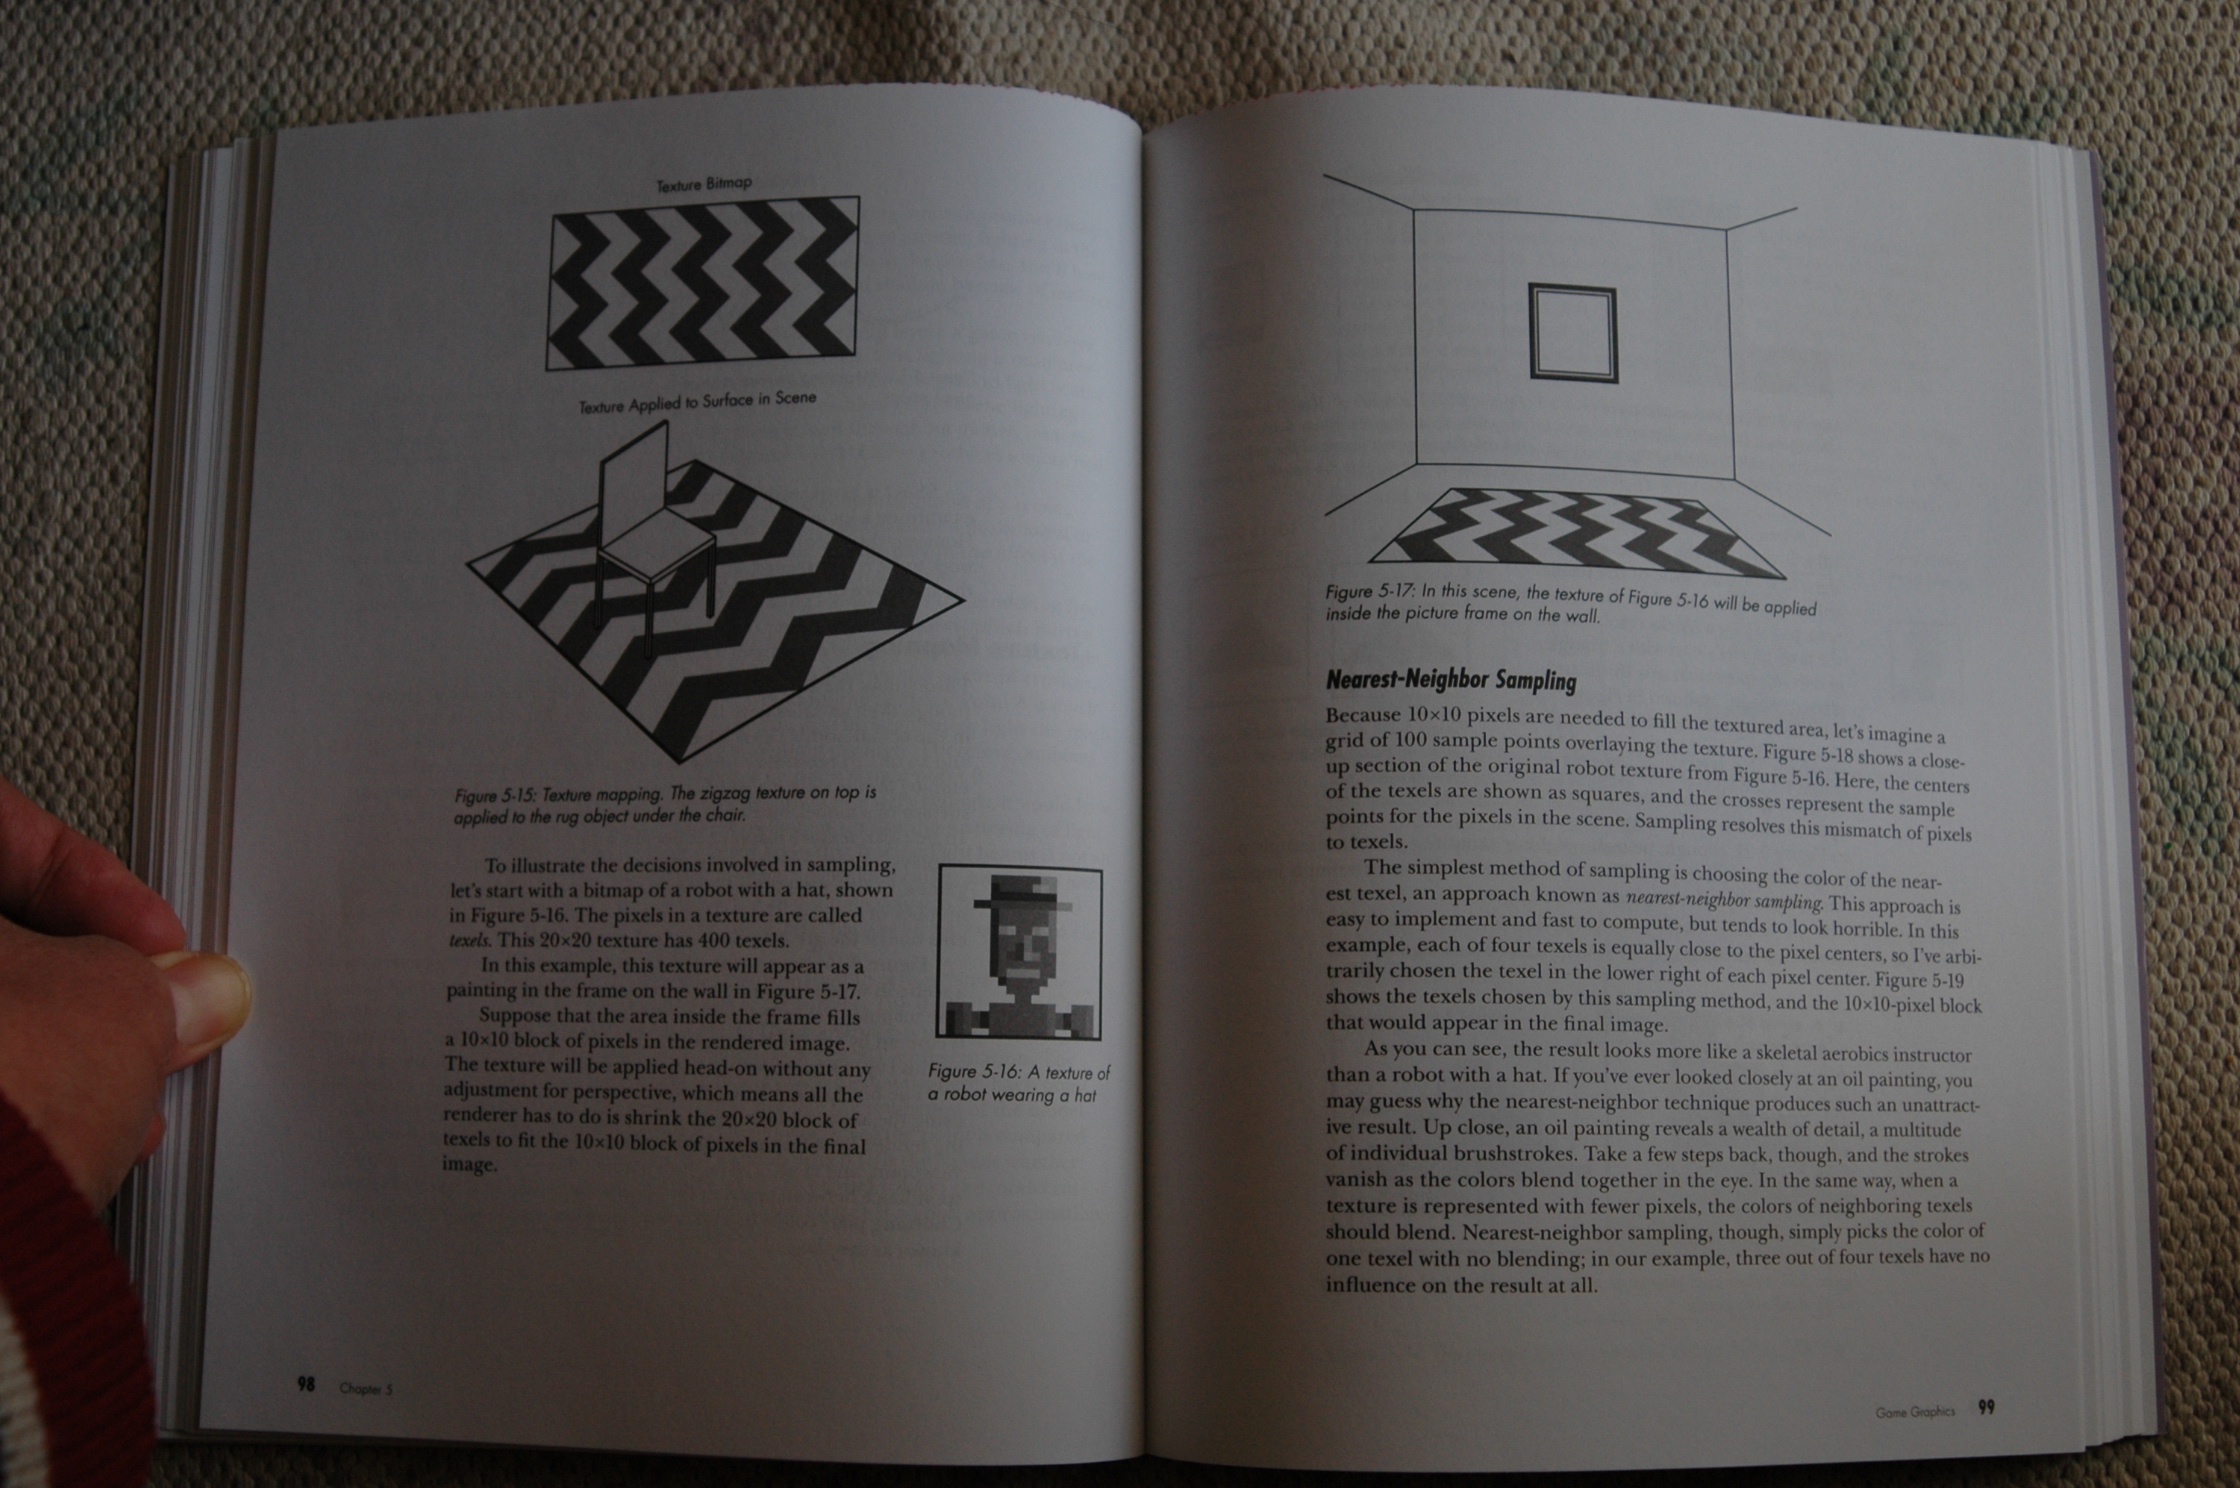 Texture Bitmap
Texture Applied to Surface in Scene
Figure 5-15: Texture mapping. The zigzag texture on top is
applied to the rug object under the chair.
To illustrate the decisions involved in sampling,
let's start with a bitmap of a robot with a hat, shown
in Figure 5-16. The pixels in a texture are called
texels. This 20×20 texture has 400 texels.
In this example, this texture will appear as a
painting in the frame on the wall in Figure 5-17.
Suppose that the area inside the frame fills
a 10×10 block of pixels in the rendered image.
The texture will be applied head-on without any
adjustment for perspective, which means all the
renderer has to do is shrink the 20×20 block of
texels to fit the 10×10 block of pixels in the final
image.
Figure 5-16: A texture of
a robot wearing a hat
98 Chapter 5
Figure 5-17: In this scene, the texture of Figure 5-16 will be applied
inside the picture frame on the wall.
Nearest-Neighbor Sampling
Because 10×10 pixels are needed to fill the textured area, let's imagine a
grid of 100 sample points overlaying the texture. Figure 5-18 shows a close-
up section of the original robot texture from Figure 5-16. Here, the centers
of the texels are shown as squares, and the crosses represent the sample
points for the pixels in the scene. Sampling resolves this mismatch of pixels
to texels.
The simplest method of sampling is choosing the color of the near-
est texel, an approach known as nearest-neighbor sampling. This approach is
easy to implement and fast to compute, but tends to look horrible. In this
example, each of four texels is equally close to the pixel centers, so I've arbi-
trarily chosen the texel in the lower right of each pixel center. Figure 5-19
shows the texels chosen by this sampling method, and the 10×10-pixel block
that would appear in the final image.
As you can see, the result looks more like a skeletal aerobics instructor
than a robot with a hat. If you've ever looked closely at an oil painting, you
may guess why the nearest-neighbor technique produces such an unattract-
ive result. Up close, an oil painting reveals a wealth of detail, a multitude
of individual brushstrokes. Take a few steps back, though, and the strokes
vanish as the colors blend together in the eye. In the same way, when a
texture is represented with fewer pixels, the colors of neighboring texels
should blend. Nearest-neighbor sampling, though, simply picks the color of
one texel with no blending; in our example, three out of four texels have no
influence on the result at all.
Game Graphics 99